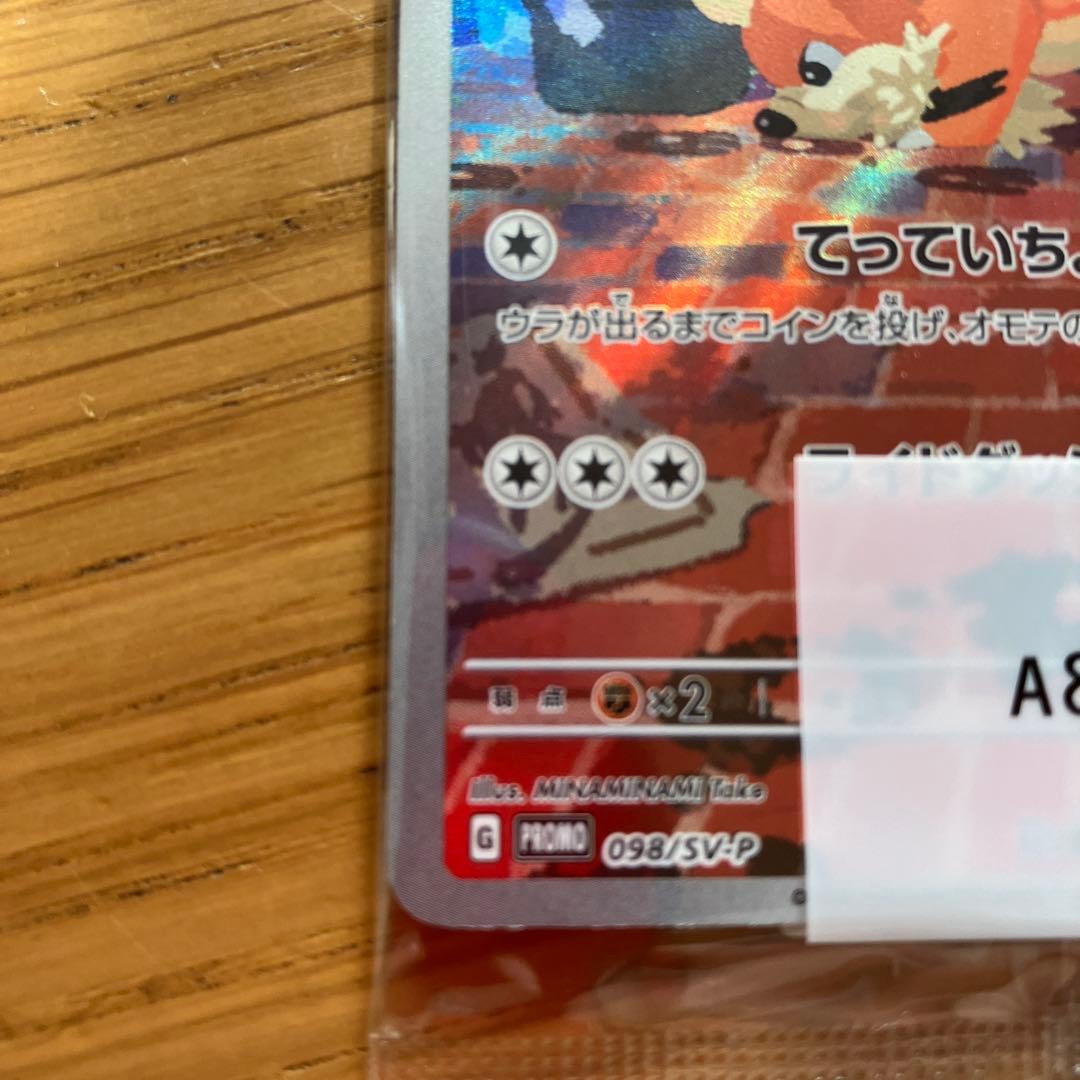 てっていち
ウラが出るまでコインを投げ、オモテの
弱点 ×2
A8
Illus. MINAMINAMI Take
G PROMO 098/SV-P